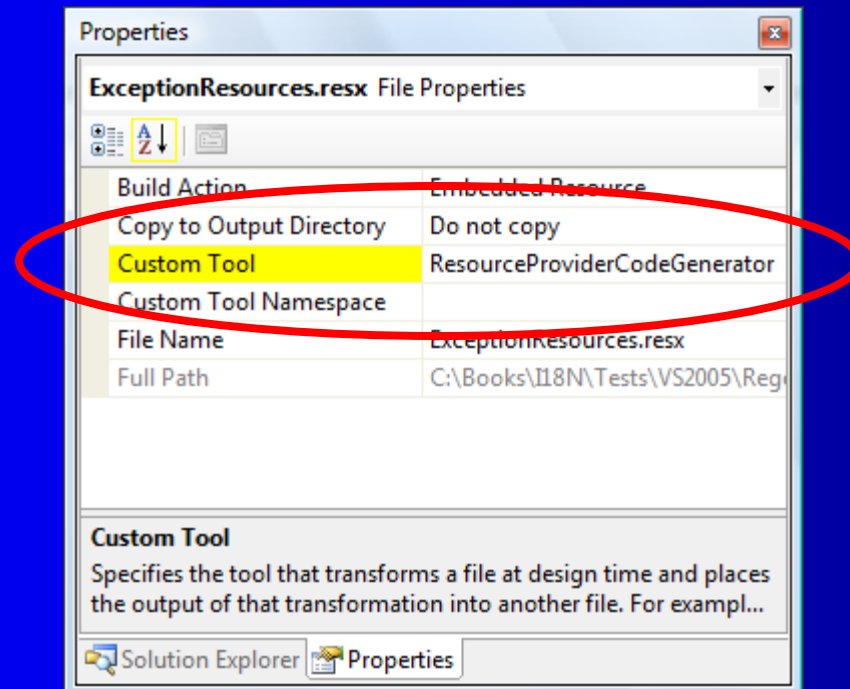 Properties
ExceptionResources.resx File Properties
Build Action Embedded Resource
Copy to Output Directory Do not copy
Custom Tool ResourceProviderCodeGenerator
Custom Tool Namespace
File Name ExceptionResources.resx
Full Path C:\Books\I18N\Tests\VS2005\Reg
Custom Tool
Specifies the tool that transforms a file at design time and places
the output of that transformation into another file. For exampl...
Solution Explorer Properties